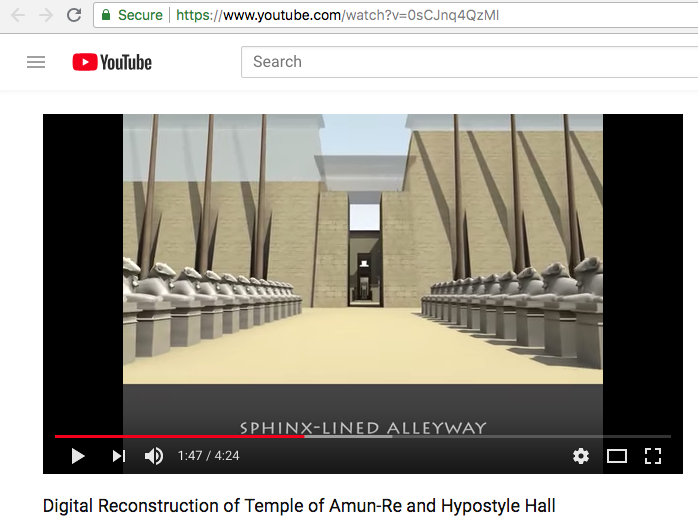 Secure https://www.youtube.com/watch?v=0sCJnq4QzMI
YouTube
Search
SPHINX-LINED ALLEYWAY
1:47 / 4:24
Digital Reconstruction of Temple of Amun-Re and Hypostyle Hall